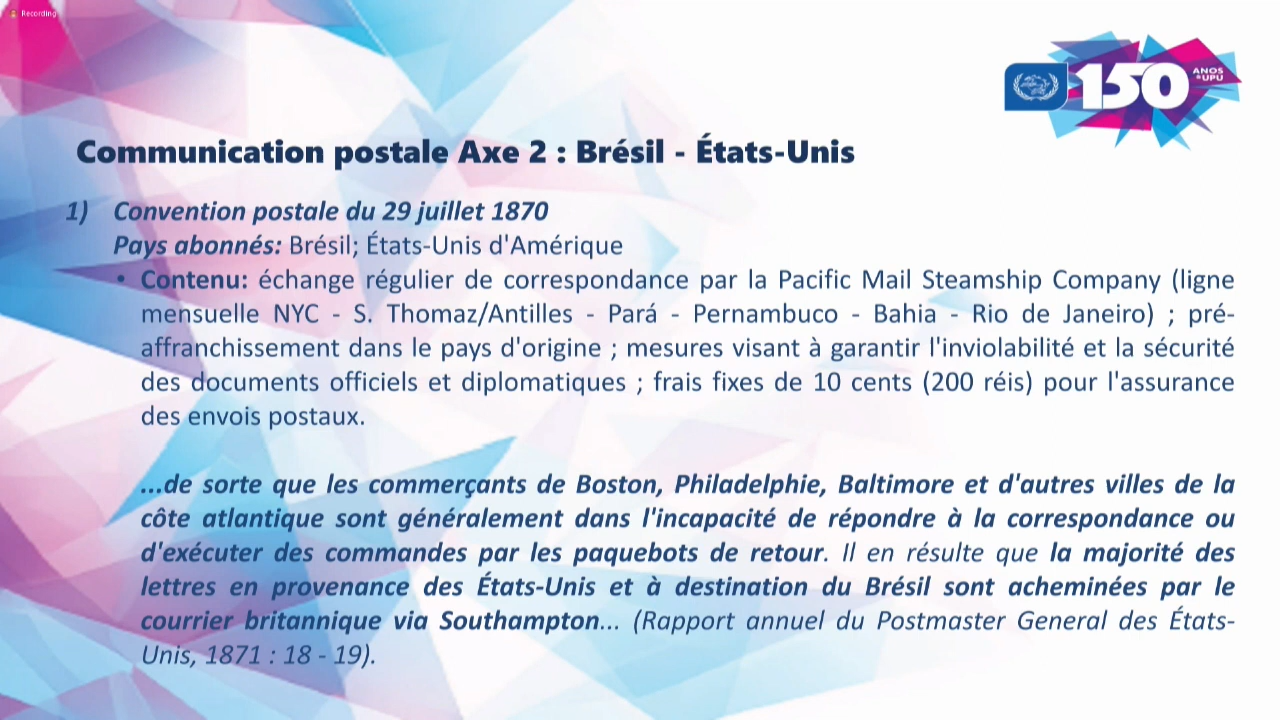 Recording
150 ANOS
UPU
Communication postale Axe 2 : Brésil - États-Unis
1) Convention postale du 29 juillet 1870
Pays abonnés: Brésil; États-Unis d'Amérique
• Contenu: échange régulier de correspondance par la Pacific Mail Steamship Company (ligne
mensuelle NYC - S. Thomaz/Antilles - Pará - Pernambuco - Bahia - Rio de Janeiro) ; pré-
affranchissement dans le pays d'origine ; mesures visant à garantir l'inviolabilité et la sécurité
des documents officiels et diplomatiques ; frais fixes de 10 cents (200 réis) pour l'assurance
des envois postaux.
...de sorte que les commerçants de Boston, Philadelphie, Baltimore et d'autres villes de la
côte atlantique sont généralement dans l'incapacité de répondre à la correspondance ou
d'exécuter des commandes par les paquebots de retour. Il en résulte que la majorité des
lettres en provenance des États-Unis et à destination du Brésil sont acheminées par le
courrier britannique via Southampton... (Rapport annuel du Postmaster General des États-
Unis, 1871 : 18 - 19).